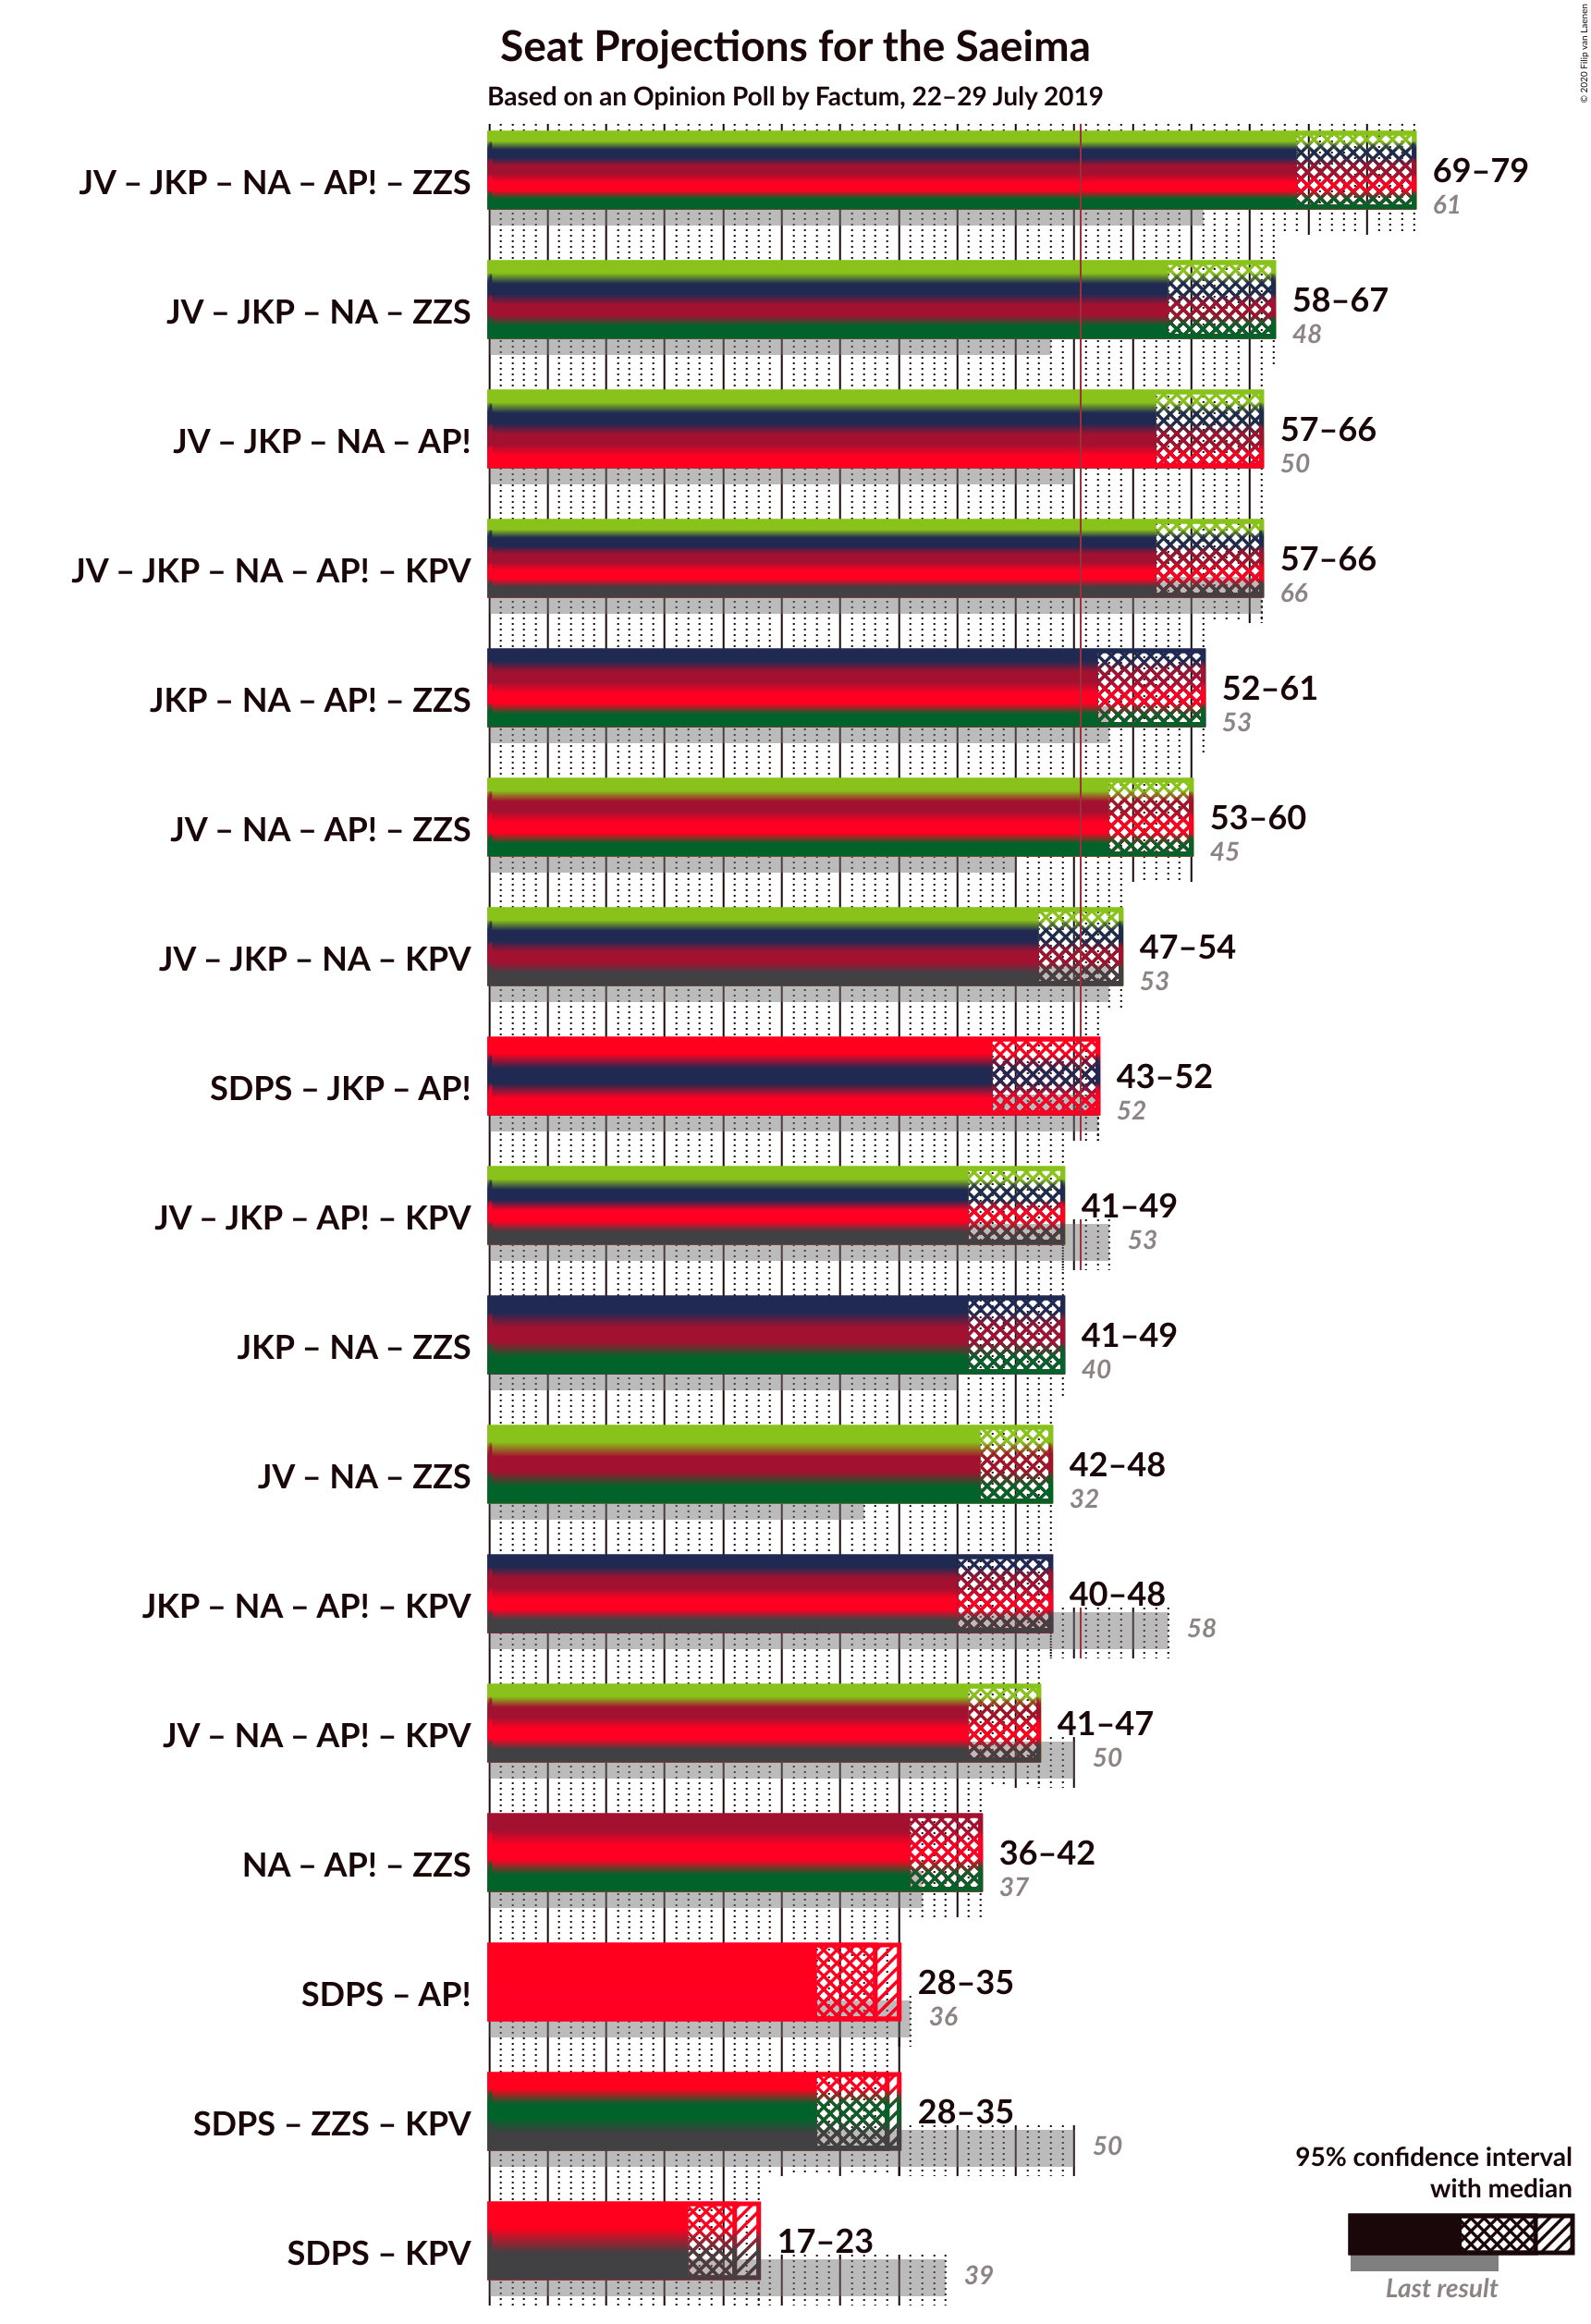 Seat Projections for the Saeima
Based on an Opinion Poll by Factum, 22–29 July 2019
© 2020 Filip van Laenen
JV – JKP – NA – AP! – ZZS
69–79
61
JV – JKP – NA – ZZS
58–67
48
JV – JKP – NA – AP!
57–66
50
JV – JKP – NA – AP! – KPV
57–66
66
JKP – NA – AP! – ZZS
52–61
53
JV – NA – AP! – ZZS
53–60
45
JV – JKP – NA – KPV
47–54
53
SDPS – JKP – AP!
43–52
52
JV – JKP – AP! – KPV
41–49
53
JKP – NA – ZZS
41–49
40
JV – NA – ZZS
42–48
32
JKP – NA – AP! – KPV
40–48
58
JV – NA – AP! – KPV
41–47
50
NA – AP! – ZZS
36–42
37
SDPS – AP!
28–35
36
SDPS – ZZS – KPV
28–35
50
SDPS – KPV
17–23
39
95% confidence interval
with median
Last result